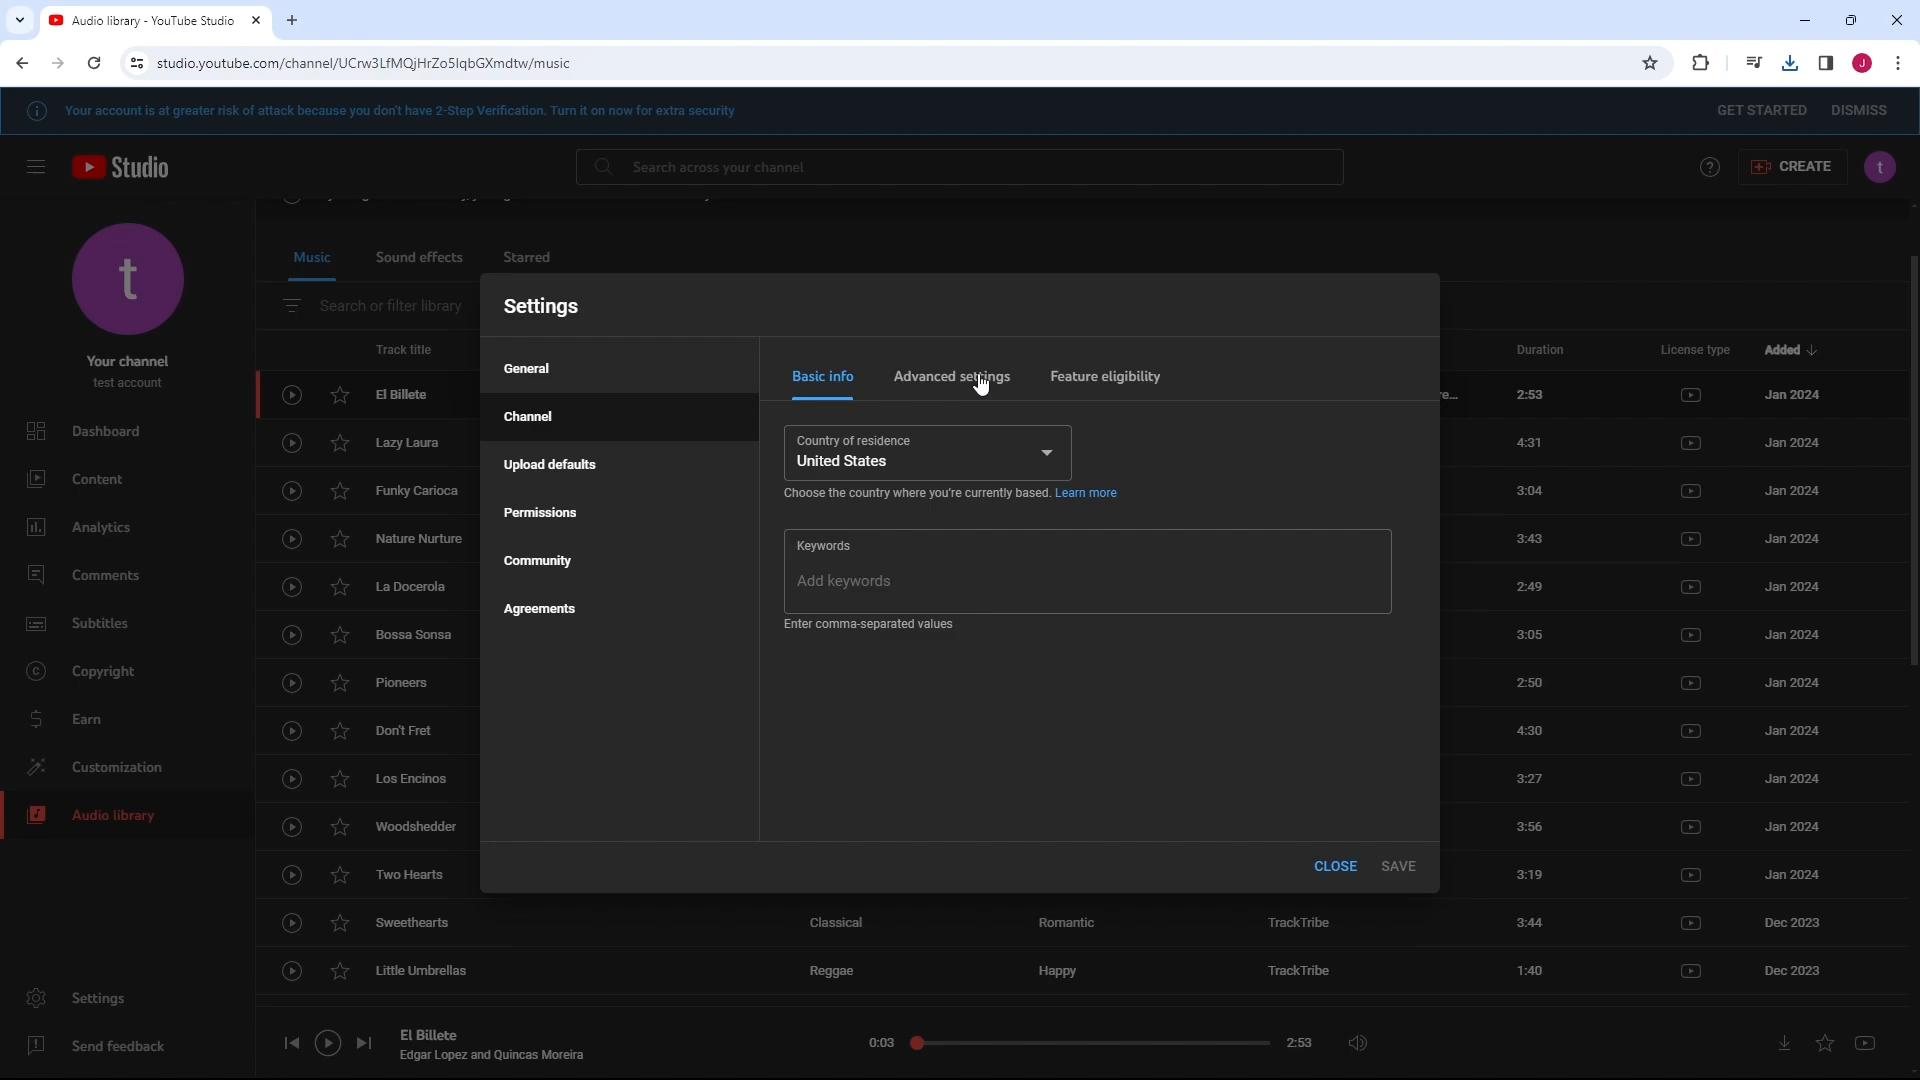 Audio library - YouTube Studio
studio.youtube.com/channel/UCrw3LfMQjHrZo5lqbGXmdtw/music
J
Your account is at greater risk of attack because you don't have 2-Step Verification. Turn it on now for extra security
GET STARTED
DISMISS
Studio
Search across your channel
CREATE
t
t
Your channel
test account
Dashboard
Content
Analytics
Comments
Subtitles
Copyright
Earn
Customization
Audio library
Settings
Send feedback
Music
Sound effects
Starred
Search or filter library
Track title
Duration
License type
Added
El Billete
2:53
Jan 2024
Lazy Laura
4:31
Jan 2024
Funky Carioca
3:04
Jan 2024
Nature Nurture
3:43
Jan 2024
La Docerola
2:49
Jan 2024
Bossa Sonsa
3:05
Jan 2024
Pioneers
2:50
Jan 2024
Don't Fret
4:30
Jan 2024
Los Encinos
3:27
Jan 2024
Woodshedder
3:56
Jan 2024
Two Hearts
3:19
Jan 2024
Sweethearts
Classical
Romantic
TrackTribe
3:44
Dec 2023
Little Umbrellas
Reggae
Happy
TrackTribe
1:40
Dec 2023
Settings
General
Channel
Upload defaults
Permissions
Community
Agreements
Basic info
Advanced settings
Feature eligibility
Country of residence
United States
Choose the country where you're currently based. Learn more
Keywords
Add keywords
Enter comma-separated values
CLOSE
SAVE
El Billete
Edgar Lopez and Quincas Moreira
0:03
2:53